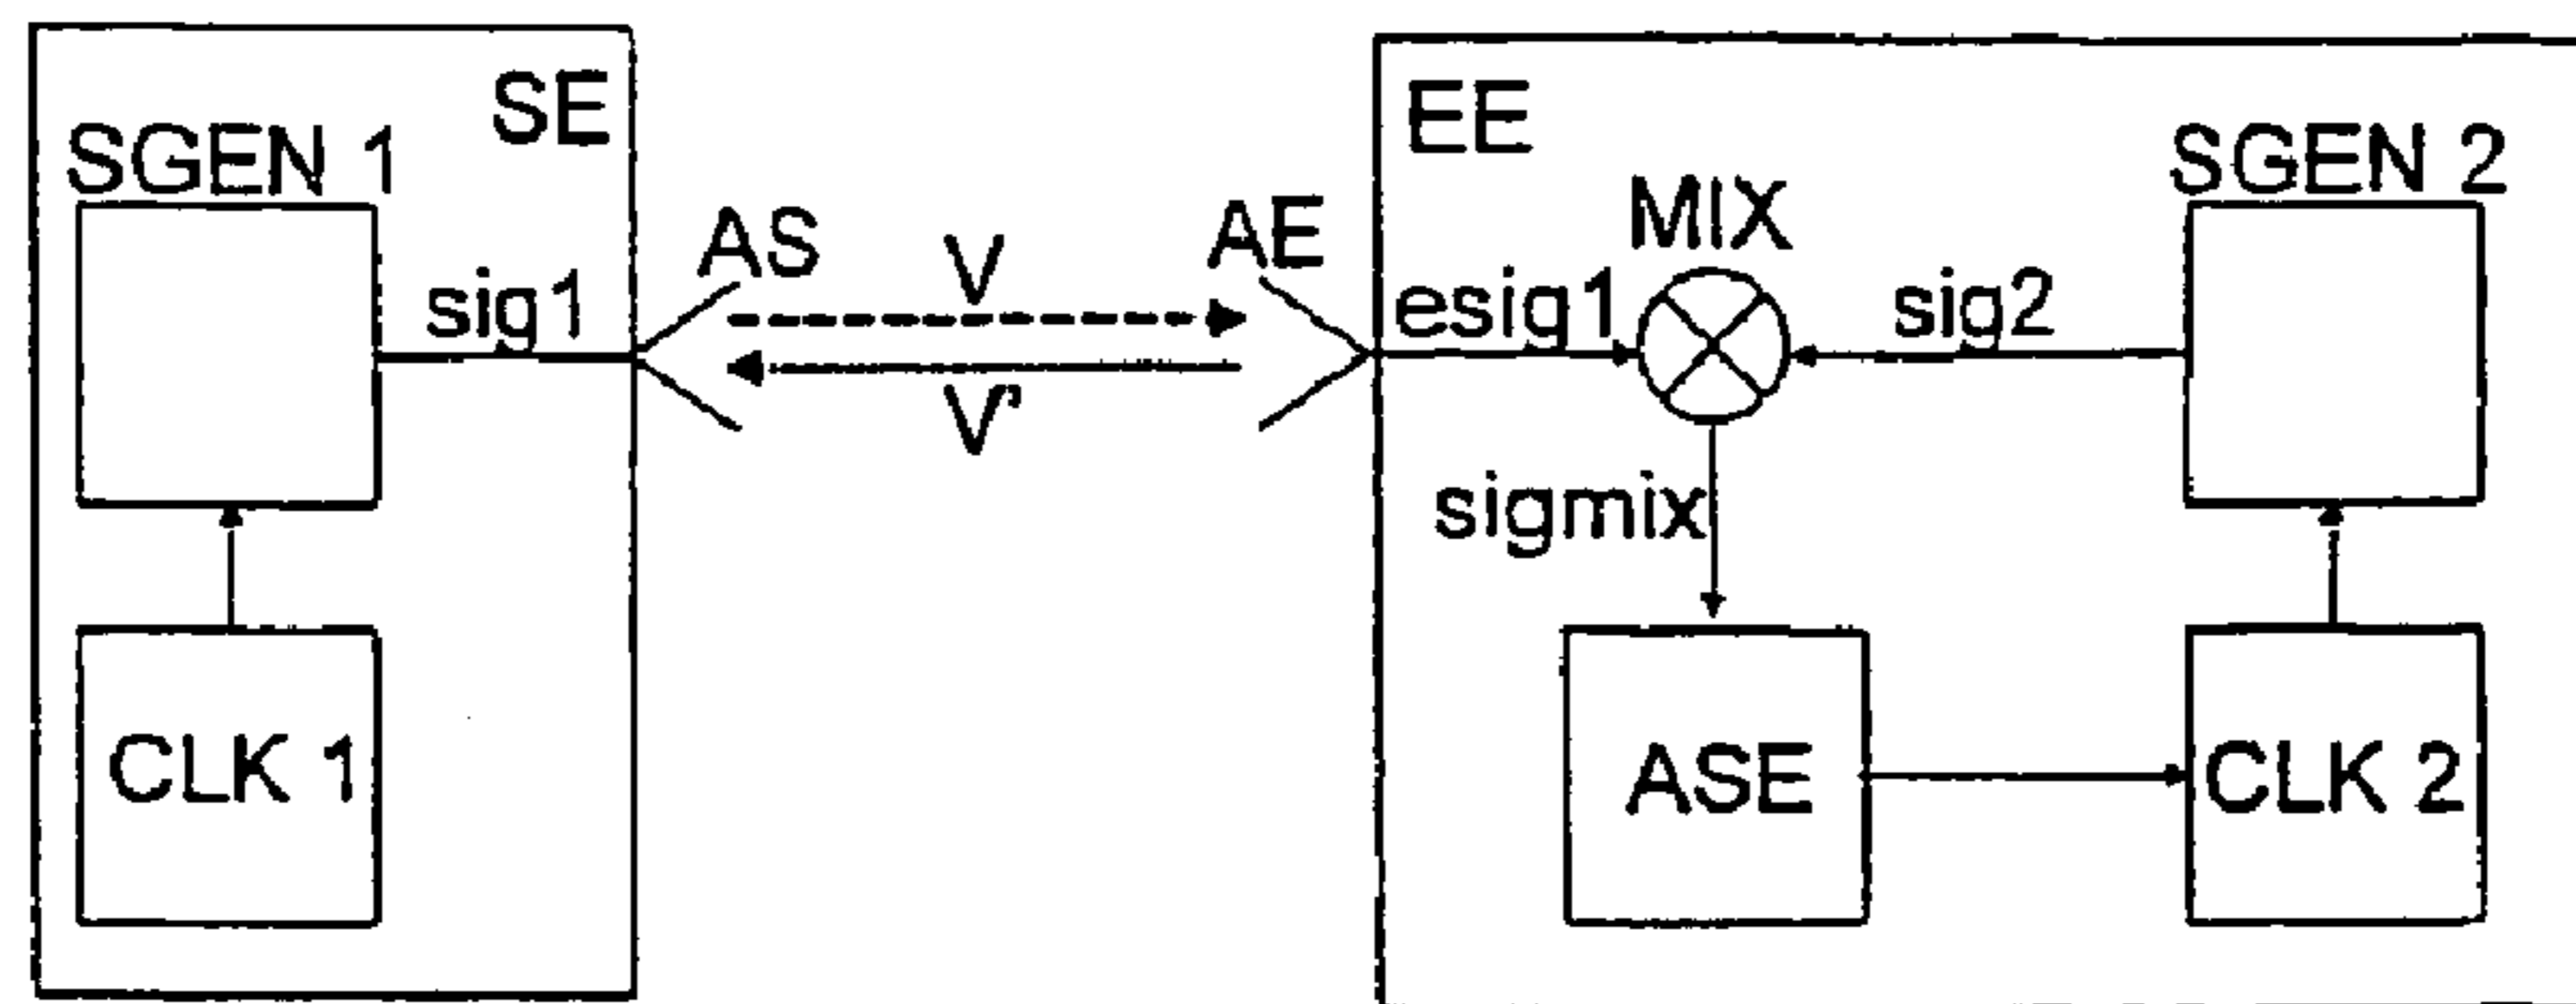 SE
SGEN 1
sig1
CLK 1
AS
V
V'
AE
EE
esig1
MIX
sig2
SGEN 2
sigmix
ASE
CLK 2